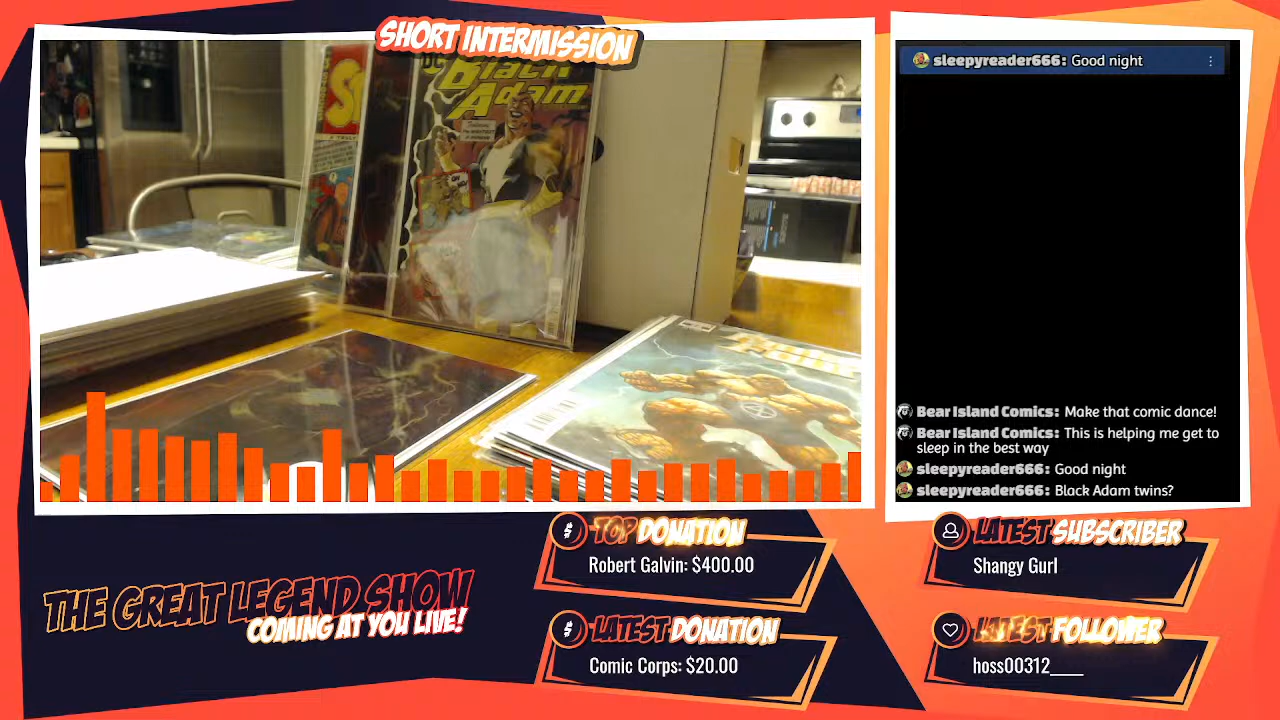 SHORT INTERMISSION
DC
Black
Adam
sleepyreader666: Good night
Bear Island Comics: Make that comic dance!
Bear Island Comics: This is helping me get to
sleep in the best way
sleepyreader666: Good night
sleepyreader666: Black Adam twins?
THE GREAT LEGEND SHOW
COMING AT YOU LIVE!
TOP DONATION
Robert Galvin: $400.00
LATEST DONATION
Comic Corps: $20.00
LATEST SUBSCRIBER
Shangy Gurl
LATEST FOLLOWER
hoss00312____